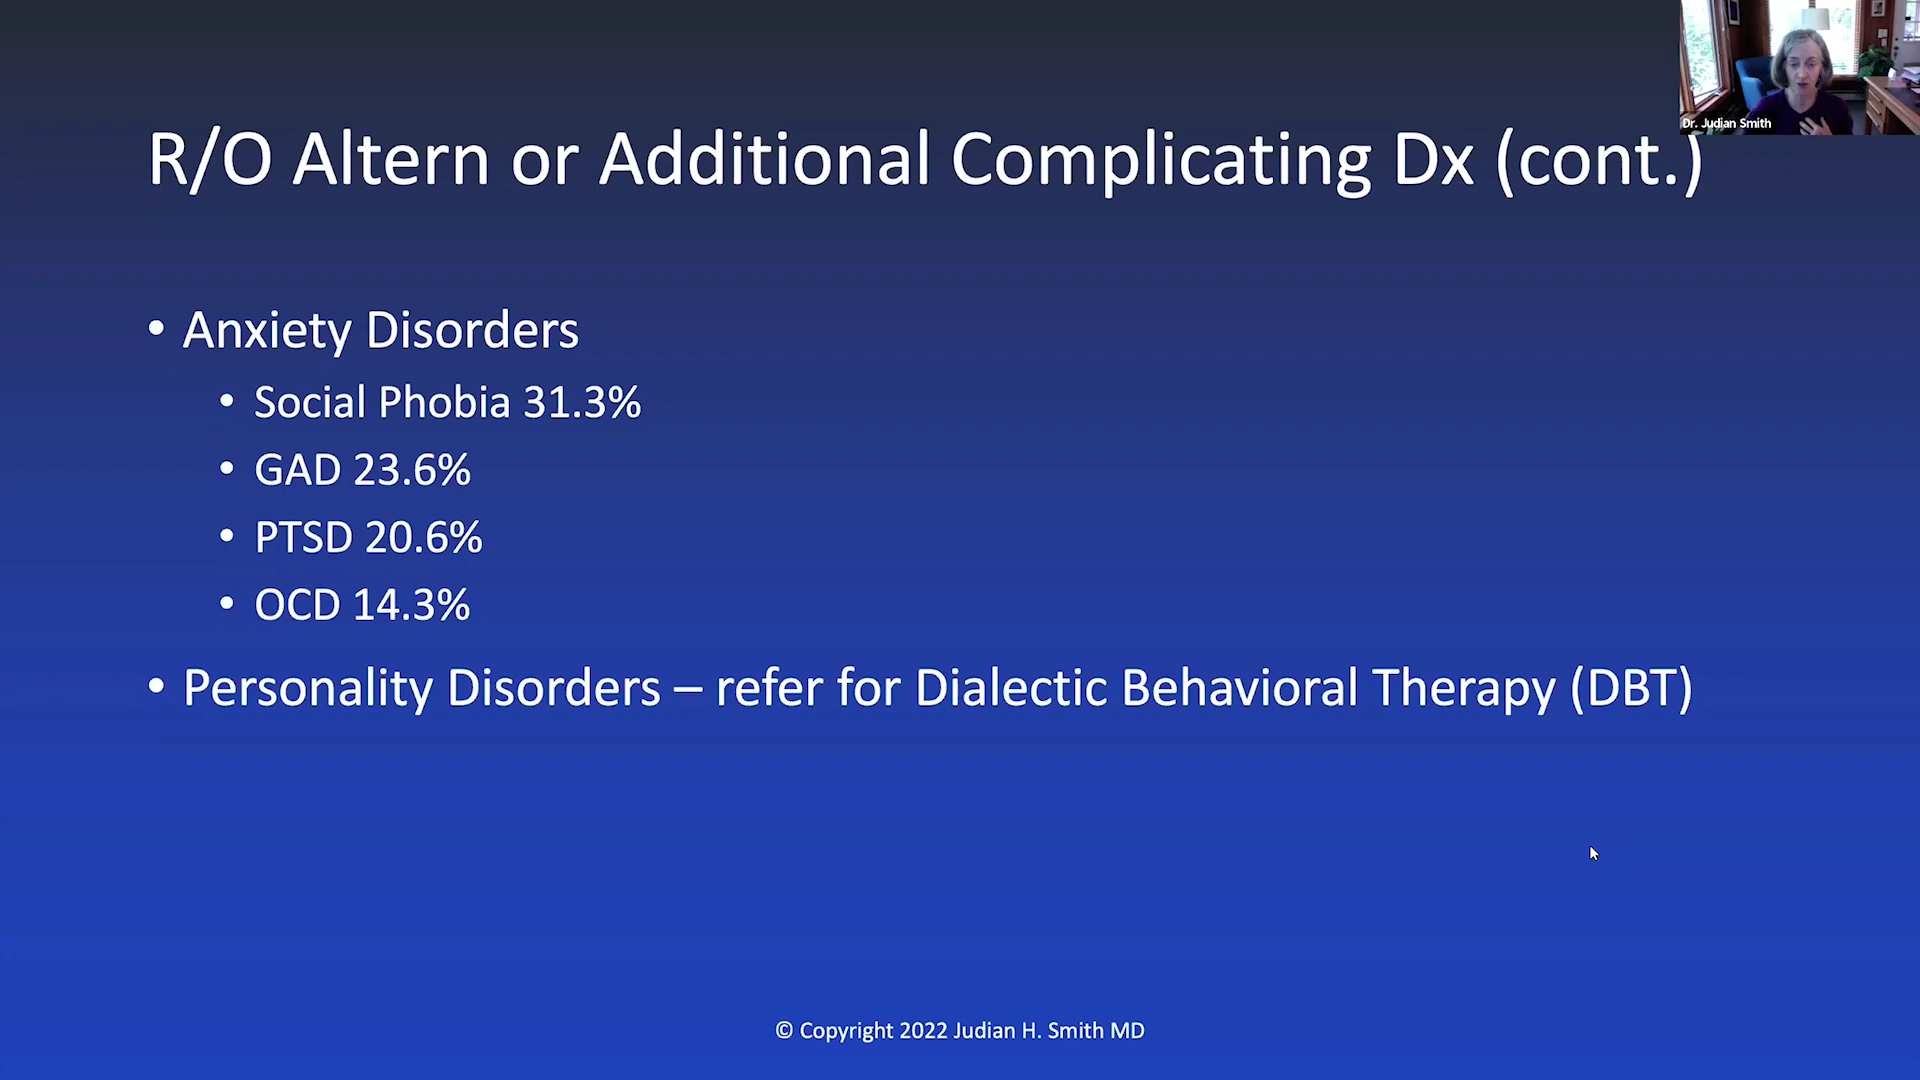 Dr. Judian Smith
R/O Altern or Additional Complicating Dx (cont.)
• Anxiety Disorders
• Social Phobia 31.3%
• GAD 23.6%
• PTSD 20.6%
• OCD 14.3%
• Personality Disorders – refer for Dialectic Behavioral Therapy (DBT)
© Copyright 2022 Judian H. Smith MD